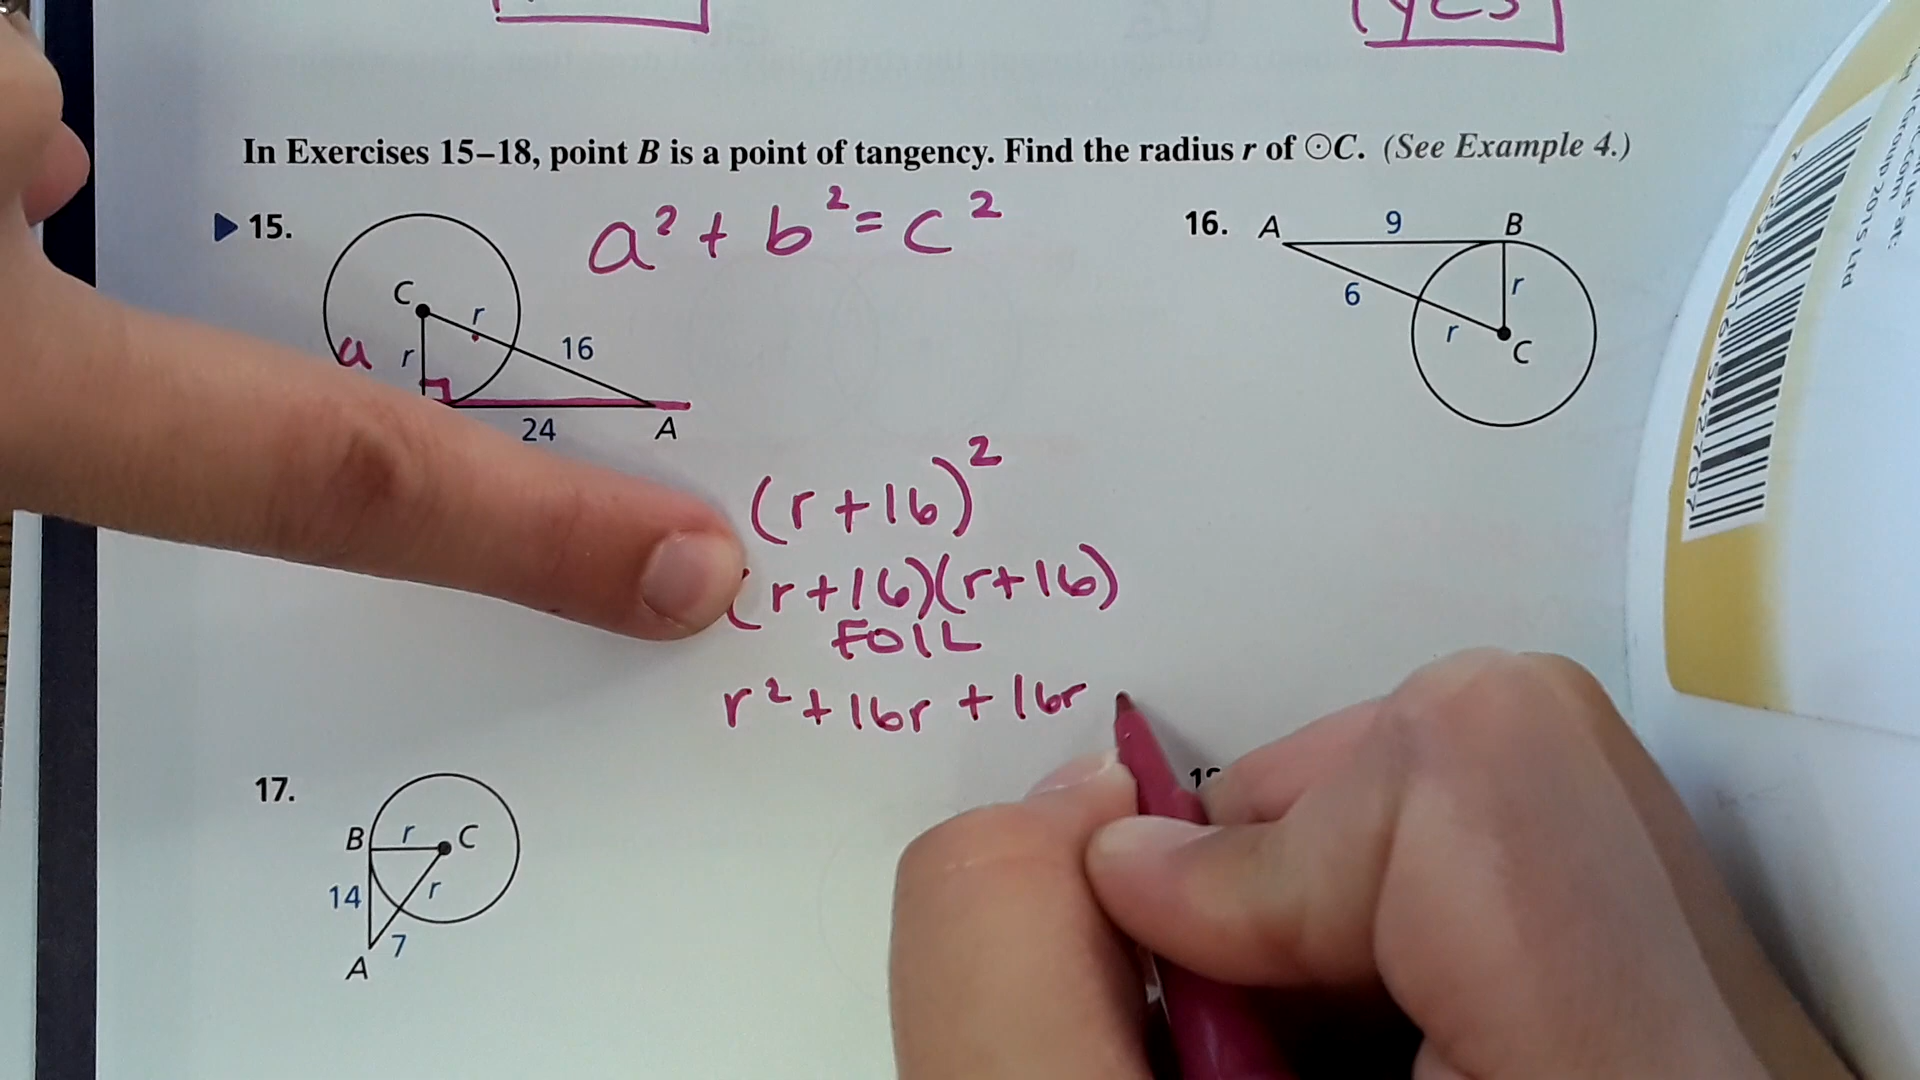 yes
In Exercises 15–18, point B is a point of tangency. Find the radius r of ⊙C. (See Example 4.)
15.
a² + b² = c²
C
r
16
a
r
24
A
16.
A
9
B
6
r
r
C
(r+16)²
(r+16)(r+16)
FOIL
r² + 16r + 16r
17.
B
r
C
14
r
7
A